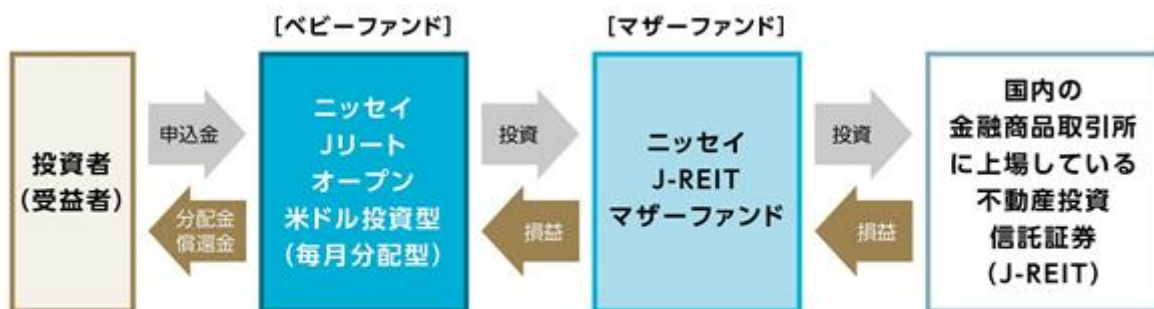 [ベビーファンド]
[マザーファンド]
投資者
(受益者)
申込金
分配金
償還金
ニッセイ
Jリート
オープン
米ドル投資型
(毎月分配型)
投資
損益
ニッセイ
J-REIT
マザーファンド
投資
損益
国内の
金融商品取引所
に上場している
不動産投資
信託証券
(J-REIT)